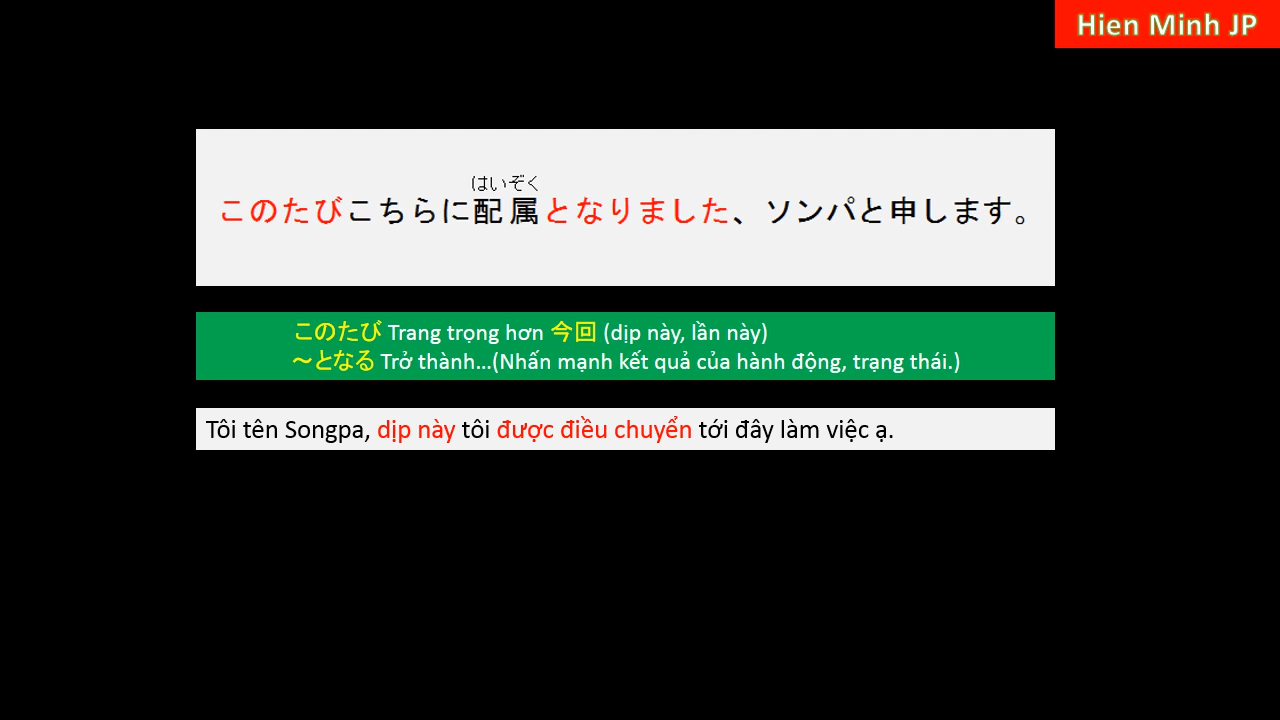 Hien Minh JP
はいぞく
このたびこちらに配属となりました、ソンパと申します。
このたび Trang trọng hơn 今回 (dịp này, lần này)
～となる Trở thành...(Nhấn mạnh kết quả của hành động, trạng thái.)
Tôi tên Songpa, dịp này tôi được điều chuyển tới đây làm việc ạ.